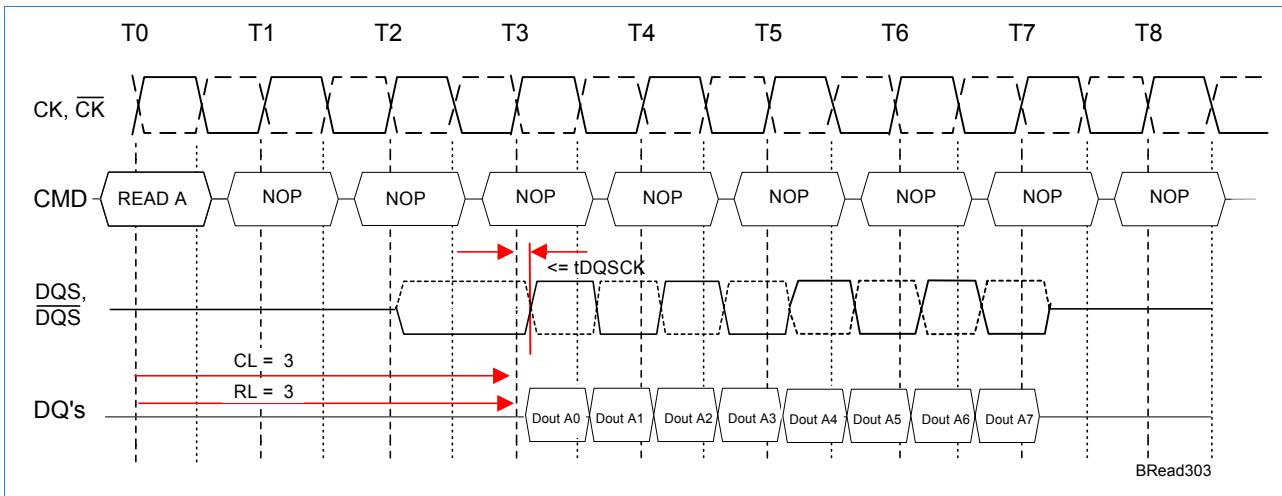 T0 T1 T2 T3 T4 T5 T6 T7 T8
CK, C̅K̅
CMD READ A NOP NOP NOP NOP NOP NOP NOP NOP
<= tDQSCK
DQS,
D̅Q̅S̅
CL = 3
RL = 3
DQ's Dout A0 Dout A1 Dout A2 Dout A3 Dout A4 Dout A5 Dout A6 Dout A7
BRead303